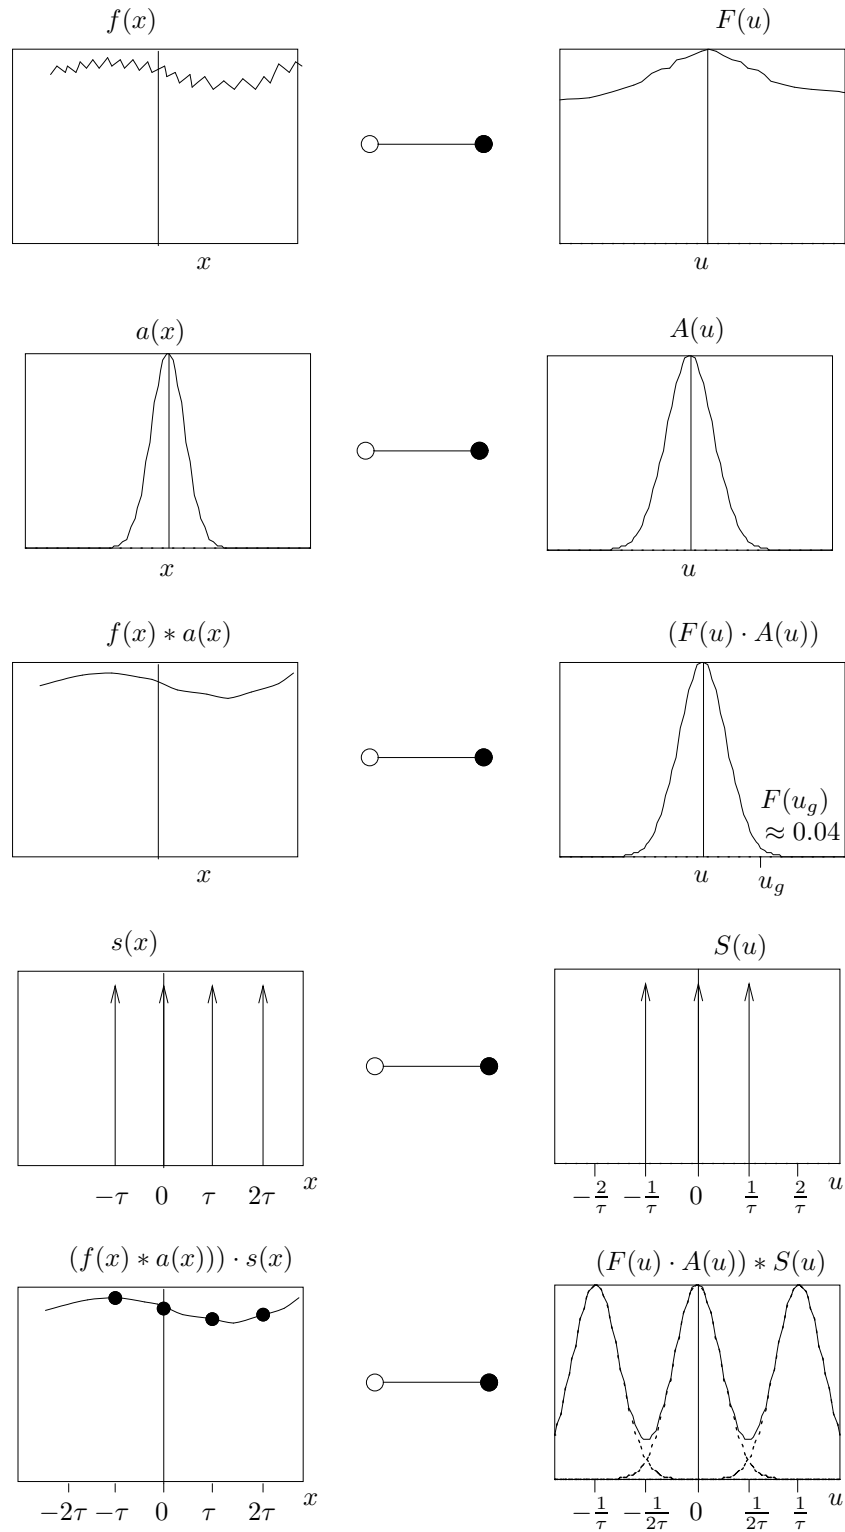 f(x) F(u)
x u
a(x) A(u)
x u
f(x) ∗ a(x) (F(u) · A(u))
F(u_g)
≈ 0.04
x u u_g
s(x) S(u)
−τ 0 τ 2τ x −2/τ −1/τ 0 1/τ 2/τ u
(f(x) ∗ a(x))) · s(x) (F(u) · A(u)) ∗ S(u)
−2τ −τ 0 τ 2τ x −1/τ −1/2τ 0 1/2τ 1/τ u